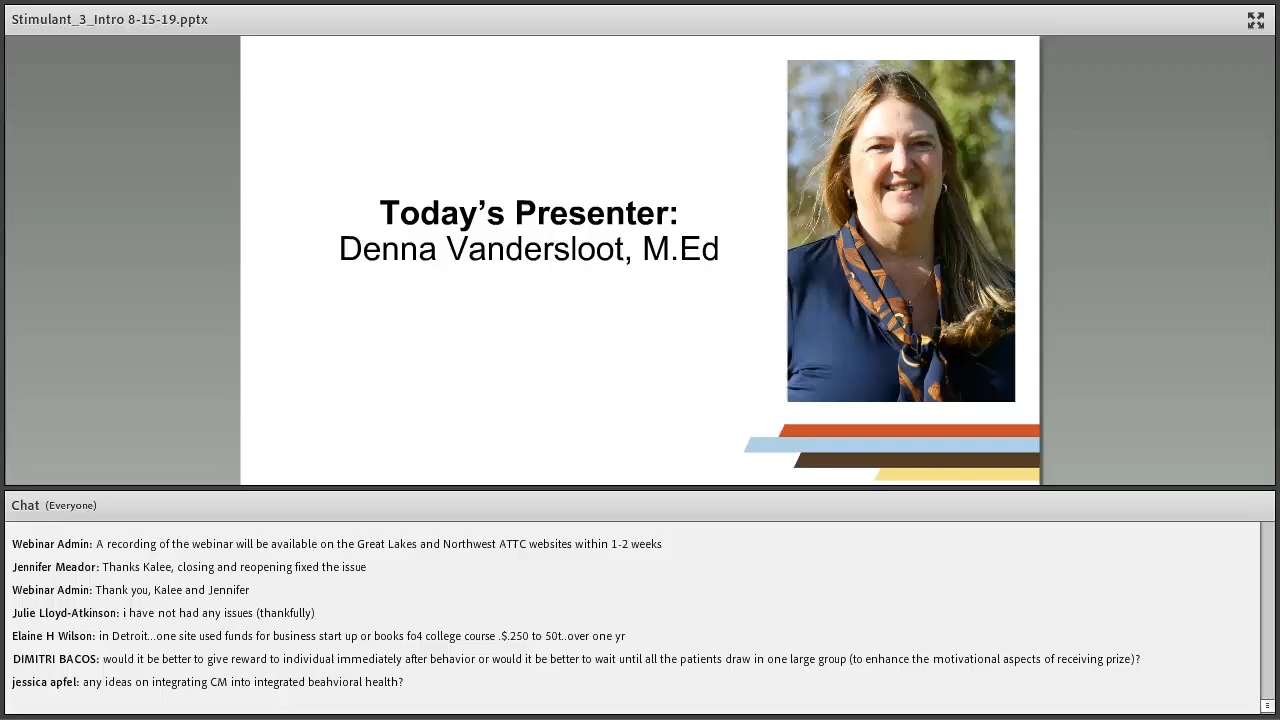 Stimulant_3_Intro 8-15-19.pptx
Today’s Presenter:
Denna Vandersloot, M.Ed
Chat (Everyone)
Webinar Admin: A recording of the webinar will be available on the Great Lakes and Northwest ATTC websites within 1-2 weeks
Jennifer Meador: Thanks Kalee, closing and reopening fixed the issue
Webinar Admin: Thank you, Kalee and Jennifer
Julie Lloyd-Atkinson: i have not had any issues (thankfully)
Elaine H Wilson: in Detroit...one site used funds for business start up or books fo4 college course .$.250 to 50t..over one yr
DIMITRI BACOS: would it be better to give reward to individual immediately after behavior or would it be better to wait until all the patients draw in one large group (to enhance the motivational aspects of receiving prize)?
jessica apfel: any ideas on integrating CM into integrated beahvioral health?